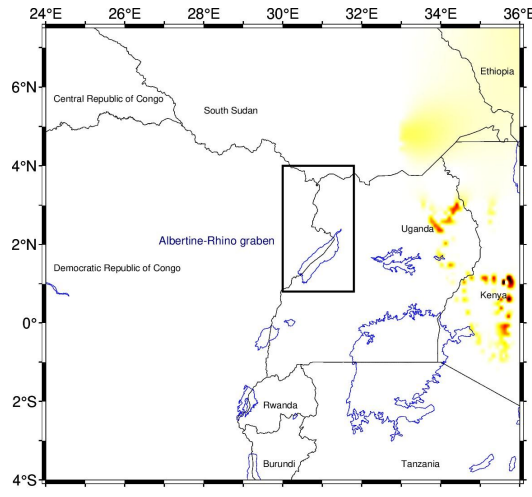 24°E 26°E 28°E 30°E 32°E 34°E 36°E
Ethiopia
6°N
Central Republic of Congo
South Sudan
4°N
Albertine-Rhino graben
Uganda
2°N
Democratic Republic of Congo
Kenya
0°
2°S
Rwanda
Burundi
Tanzania
4°S